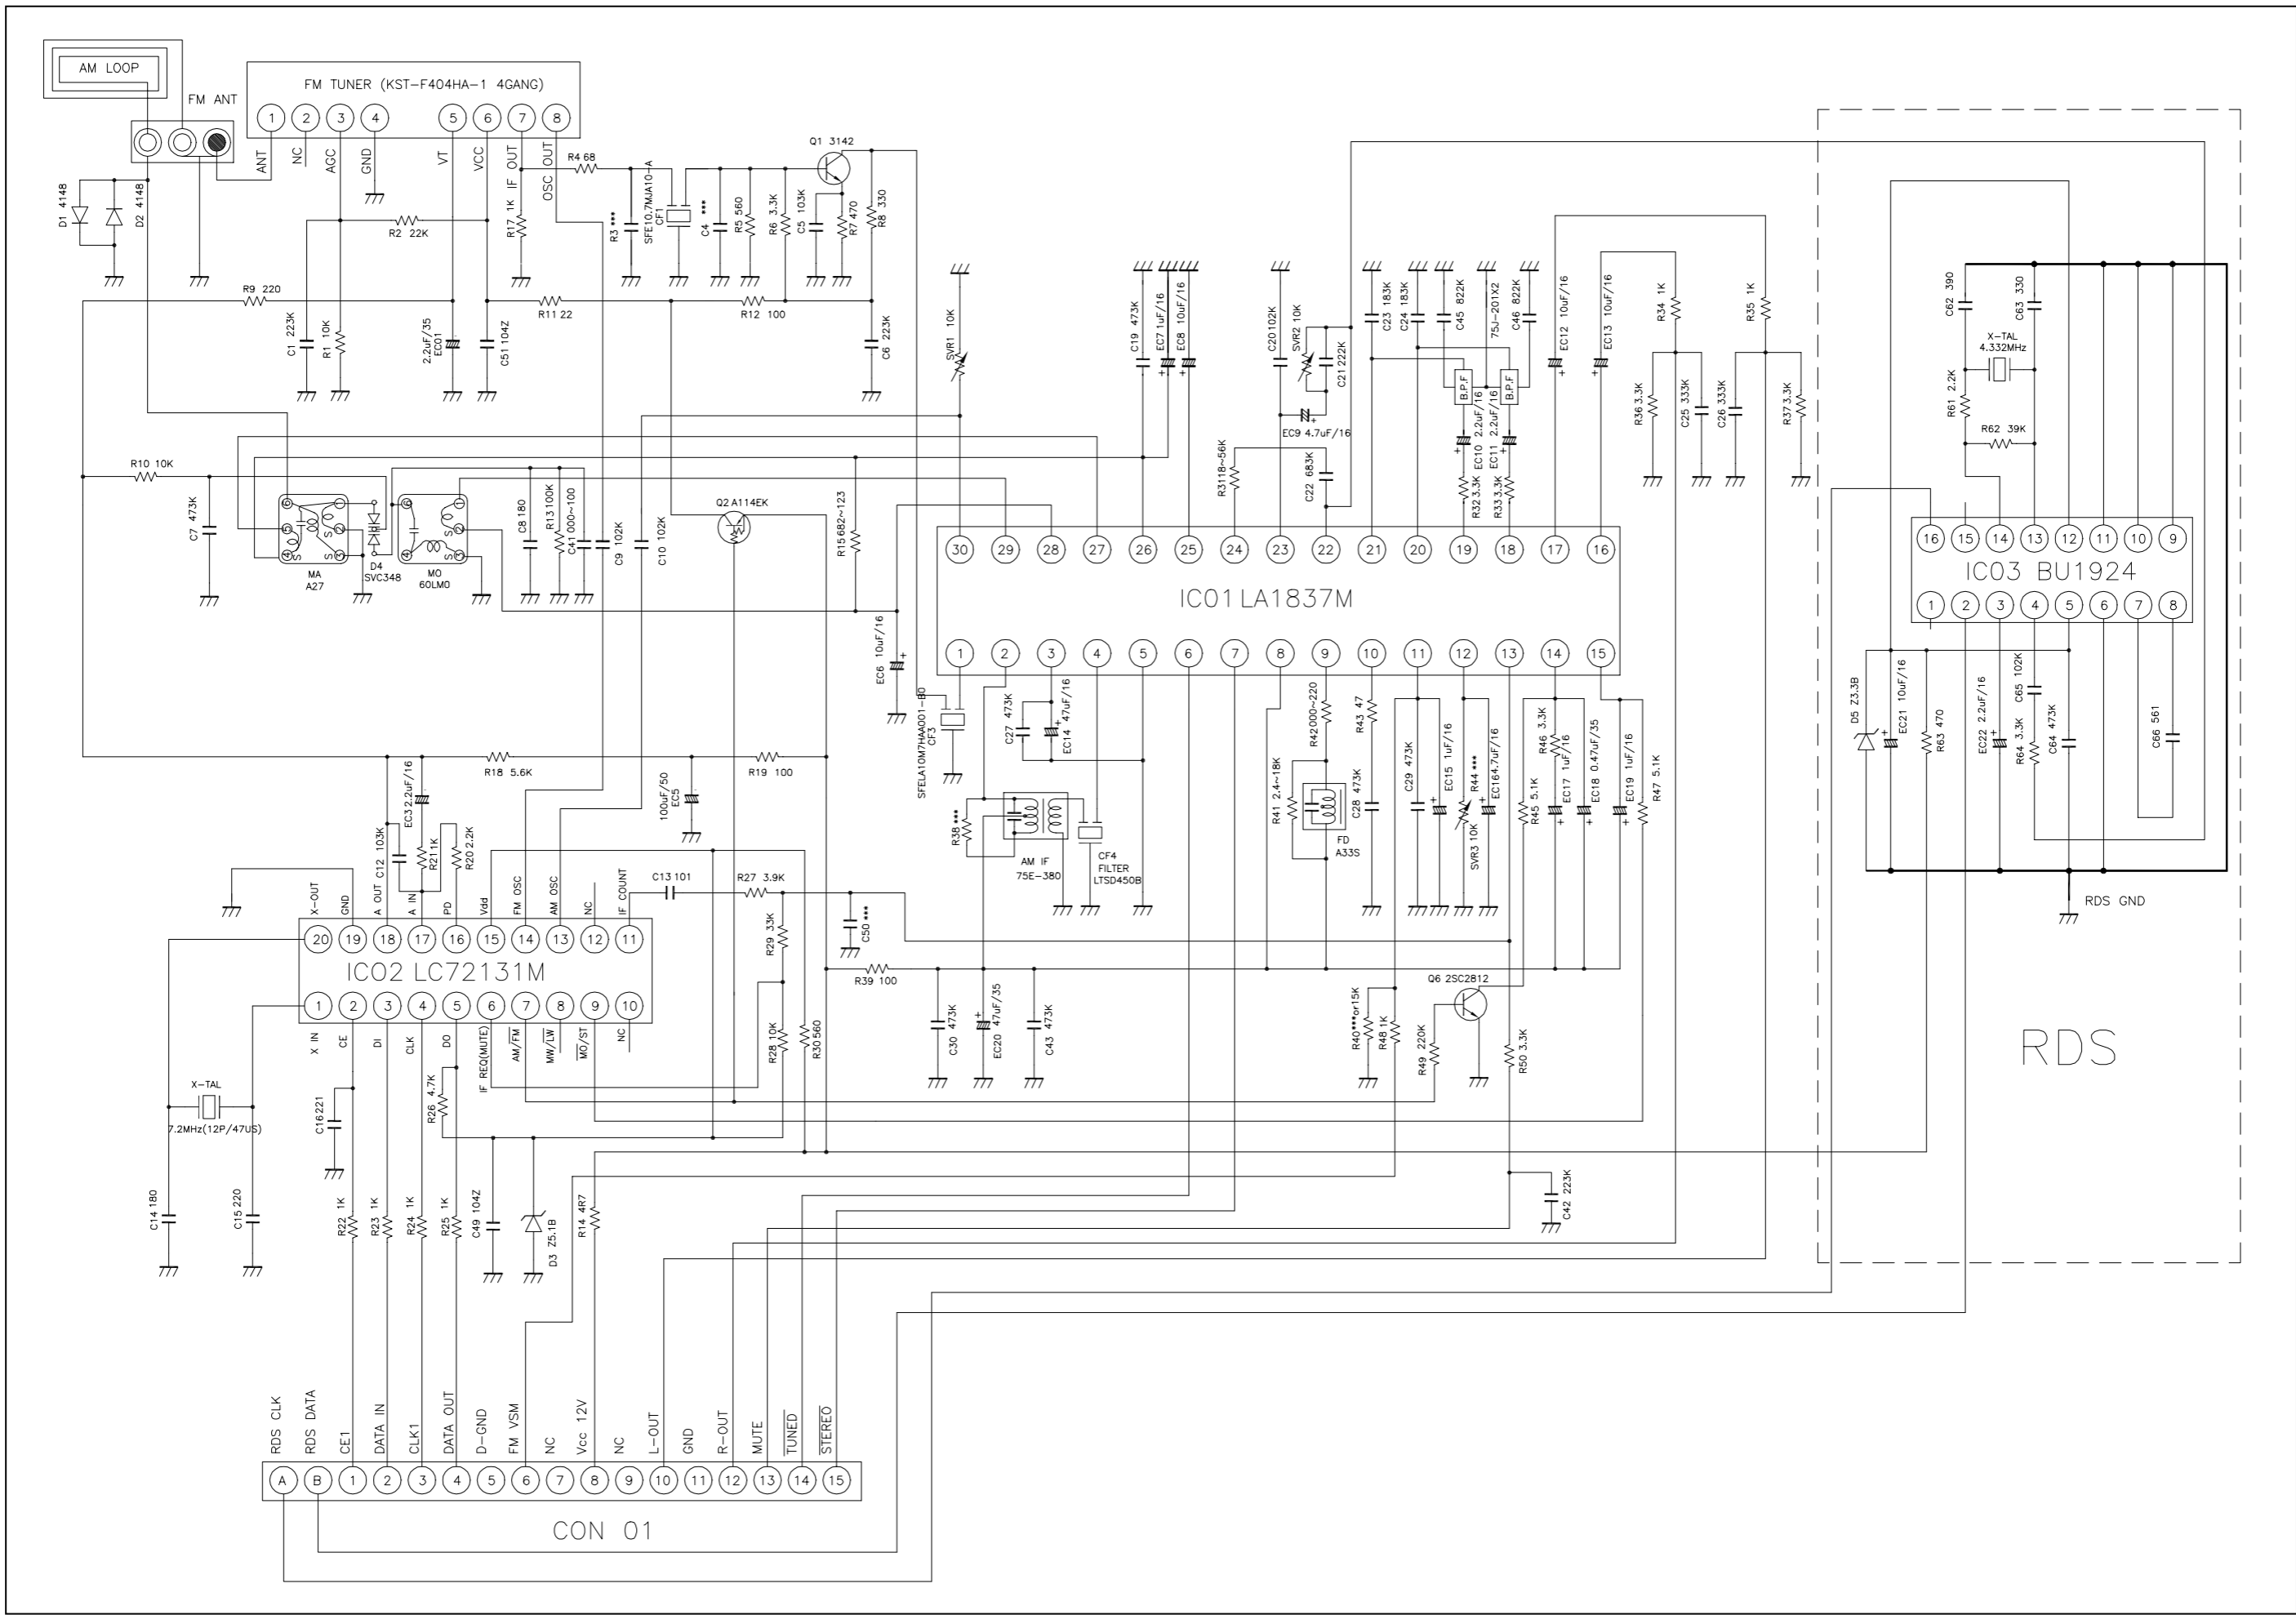 AM LOOP
FM ANT
FM TUNER (KST-F404HA-1 4GANG)
1 2 3 4 5 6 7 8
ANT
NC
AGC
GND
VT
VCC
IF OUT
OSC OUT
D1 4148
D2 4148
R2 22K
R17 1K
R4 68
R3 ***
SFE10.7MJA10-A
CF1
C4 ***
R5 560
R6 3.3K
C5 103K
Q1 3142
R7 470
R8 330
R9 220
C1 223K
R1 10K
2.2uF/35
EC01
C51 104Z
R11 22
R12 100
C6 223K
SVR1 10K
C19 473K
EC7 1uF/16
EC8 10uF/16
C20 102K
SVR2 10K
C21 222K
EC9 4.7uF/16
C23 183K
C24 183K
C45 822K
75J-201X2
C46 822K
B.P.F
B.P.F
EC10 2.2uF/16
EC11 2.2uF/16
R32 3.3K
R33 3.3K
EC12 10uF/16
EC13 10uF/16
R34 1K
R35 1K
R36 3.3K
C25 333K
C26 333K
R37 3.3K
R31 18~56K
C22 683K
R10 10K
C7 473K
6 5 4 1 2 3
S S S
MA
A27
D4
SVC348
6 4 1 2 3
S S
MO
60LM0
C8 180
R13 100K
C41 000~100
C9 102K
C10 102K
Q2 A114EK
R15 682~123
EC6 10uF/16
+
30 29 28 27 26 25 24 23 22 21 20 19 18 17 16
IC01 LA1837M
1 2 3 4 5 6 7 8 9 10 11 12 13 14 15
SFELA10M7HAA001-B0
CF3
C27 473K
EC14 47uF/16
R38 ***
AM IF
75E-380
CF4
FILTER
LTSD450B
R41 2.4~18K
R42 000~220
FD
A33S
R43 47
C28 473K
C29 473K
EC15 1uF/16
R44 ***
SVR3 10K
EC16 4.7uF/16
R45 5.1K
R46 3.3K
EC17 1uF/16
EC18 0.47uF/35
EC19 1uF/16
R47 5.1K
R18 5.6K
R19 100
100uF/50
EC5
EC3 2.2uF/16
C12 103K
R21 1K
R20 2.2K
X-OUT
GND
A OUT
A IN
PD
Vdd
FM OSC
AM OSC
NC
IF COUNT
20 19 18 17 16 15 14 13 12 11
IC02 LC72131M
1 2 3 4 5 6 7 8 9 10
X IN
CE
DI
CLK
DO
IF REQ(MUTE)
AM/FM
MW/LW
MO/ST
NC
C13 101
R27 3.9K
R29 33K
C50 ***
R39 100
R28 10K
R30 560
C30 473K
EC20 47uF/35
C43 473K
Q6 2SC2812
R40***or15K
R48 1K
R49 220K
R50 3.3K
C42 223K
X-TAL
7.2MHz(12P/47US)
C14 180
C15 220
C16 221
R26 4.7K
R22 1K
R23 1K
R24 1K
R25 1K
C49 104Z
D3 Z5.1B
R14 4R7
C62 390
C63 330
X-TAL
4.332MHz
R61 2.2K
R62 39K
16 15 14 13 12 11 10 9
IC03 BU1924
1 2 3 4 5 6 7 8
D5 Z3.3B
EC21 10uF/16
R63 470
EC22 2.2uF/16
R64 3.3K
C65 102K
C64 473K
C66 561
RDS GND
RDS
RDS CLK
RDS DATA
CE1
DATA IN
CLK1
DATA OUT
D-GND
FM VSM
NC
Vcc 12V
NC
L-OUT
GND
R-OUT
MUTE
TUNED
STEREO
A B 1 2 3 4 5 6 7 8 9 10 11 12 13 14 15
CON 01